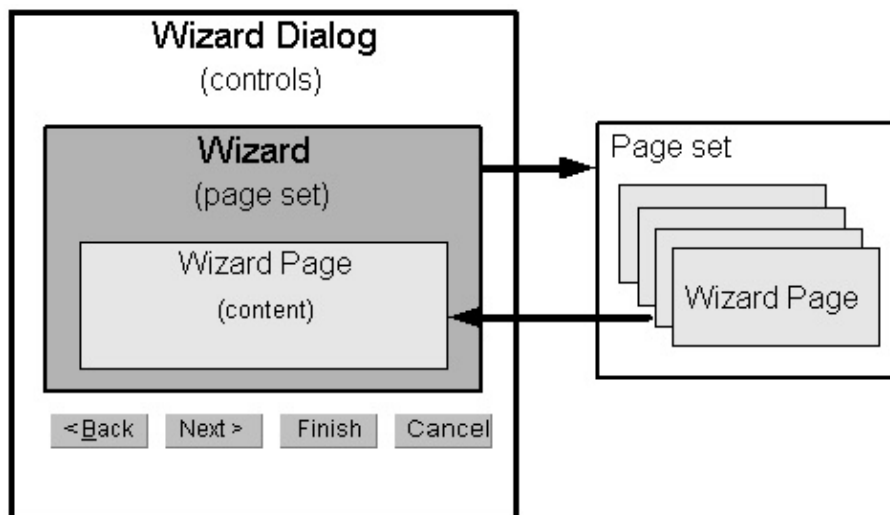 Wizard Dialog
(controls)
Wizard
(page set)
Wizard Page
(content)
< Back
Next >
Finish
Cancel
Page set
Wizard Page